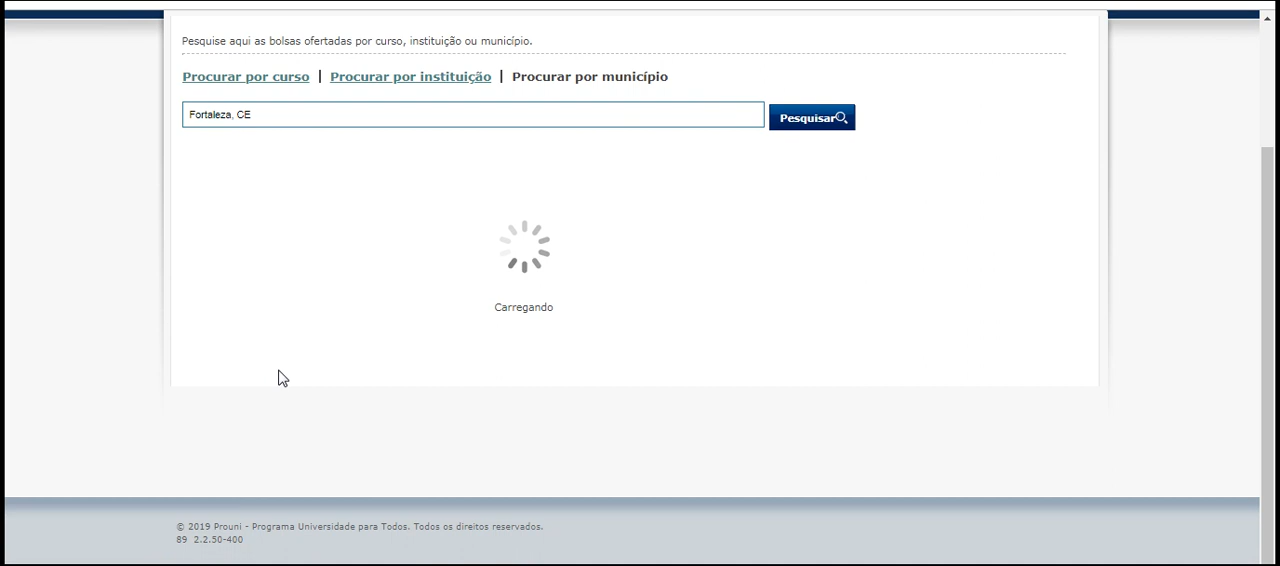 Pesquise aqui as bolsas ofertadas por curso, instituição ou município.
Procurar por curso | Procurar por instituição | Procurar por município
Fortaleza, CE
Pesquisar
Carregando
© 2019 Prouni - Programa Universidade para Todos. Todos os direitos reservados.
89 2.2.50-400